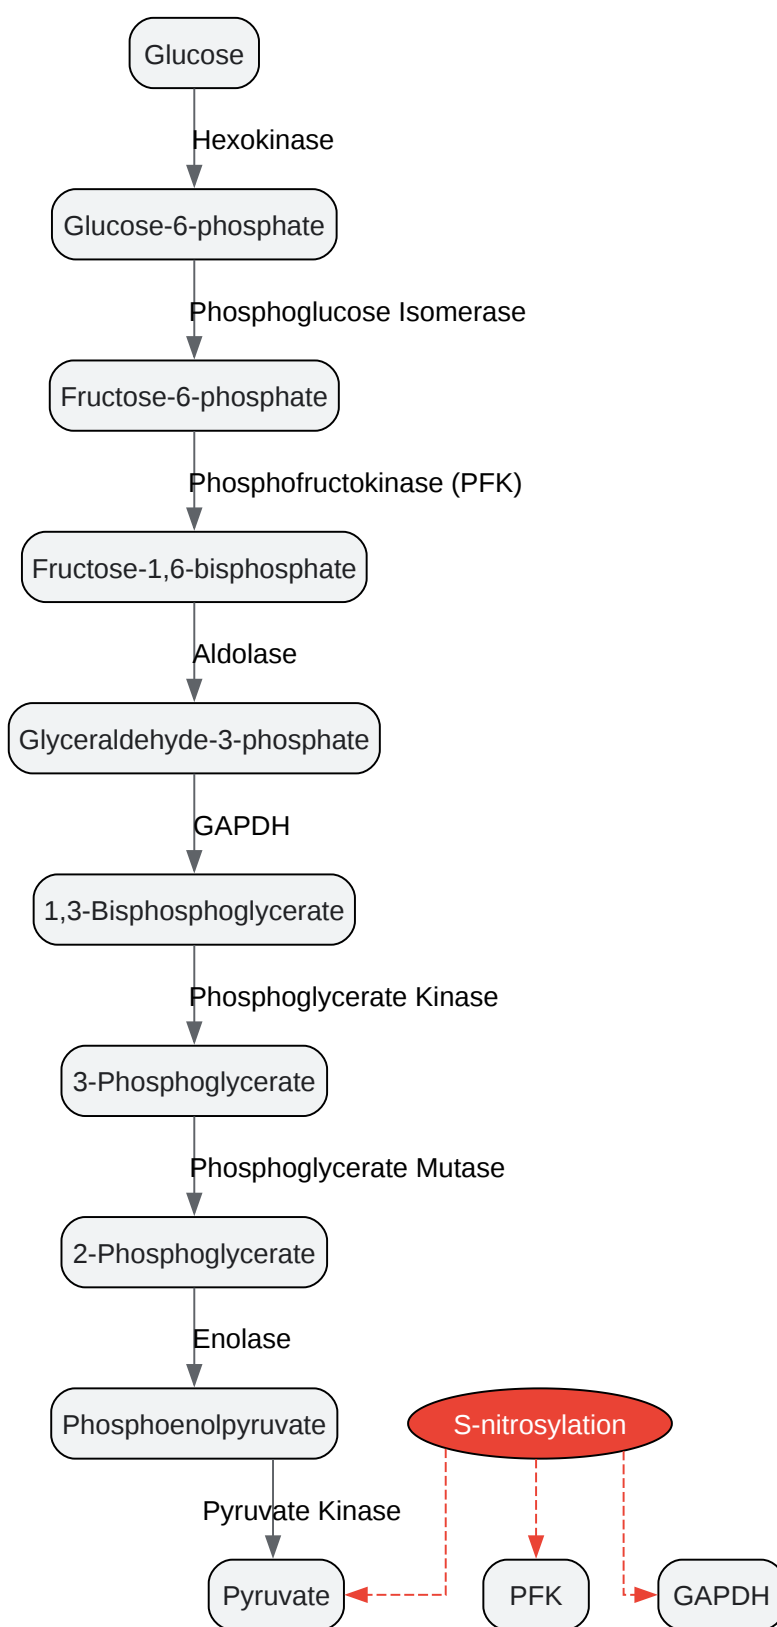 Glucose
Hexokinase
Glucose-6-phosphate
Phosphoglucose Isomerase
Fructose-6-phosphate
Phosphofructokinase (PFK)
Fructose-1,6-bisphosphate
Aldolase
Glyceraldehyde-3-phosphate
GAPDH
1,3-Bisphosphoglycerate
Phosphoglycerate Kinase
3-Phosphoglycerate
Phosphoglycerate Mutase
2-Phosphoglycerate
Enolase
Phosphoenolpyruvate
S-nitrosylation
Pyruvate Kinase
Pyruvate
PFK
GAPDH